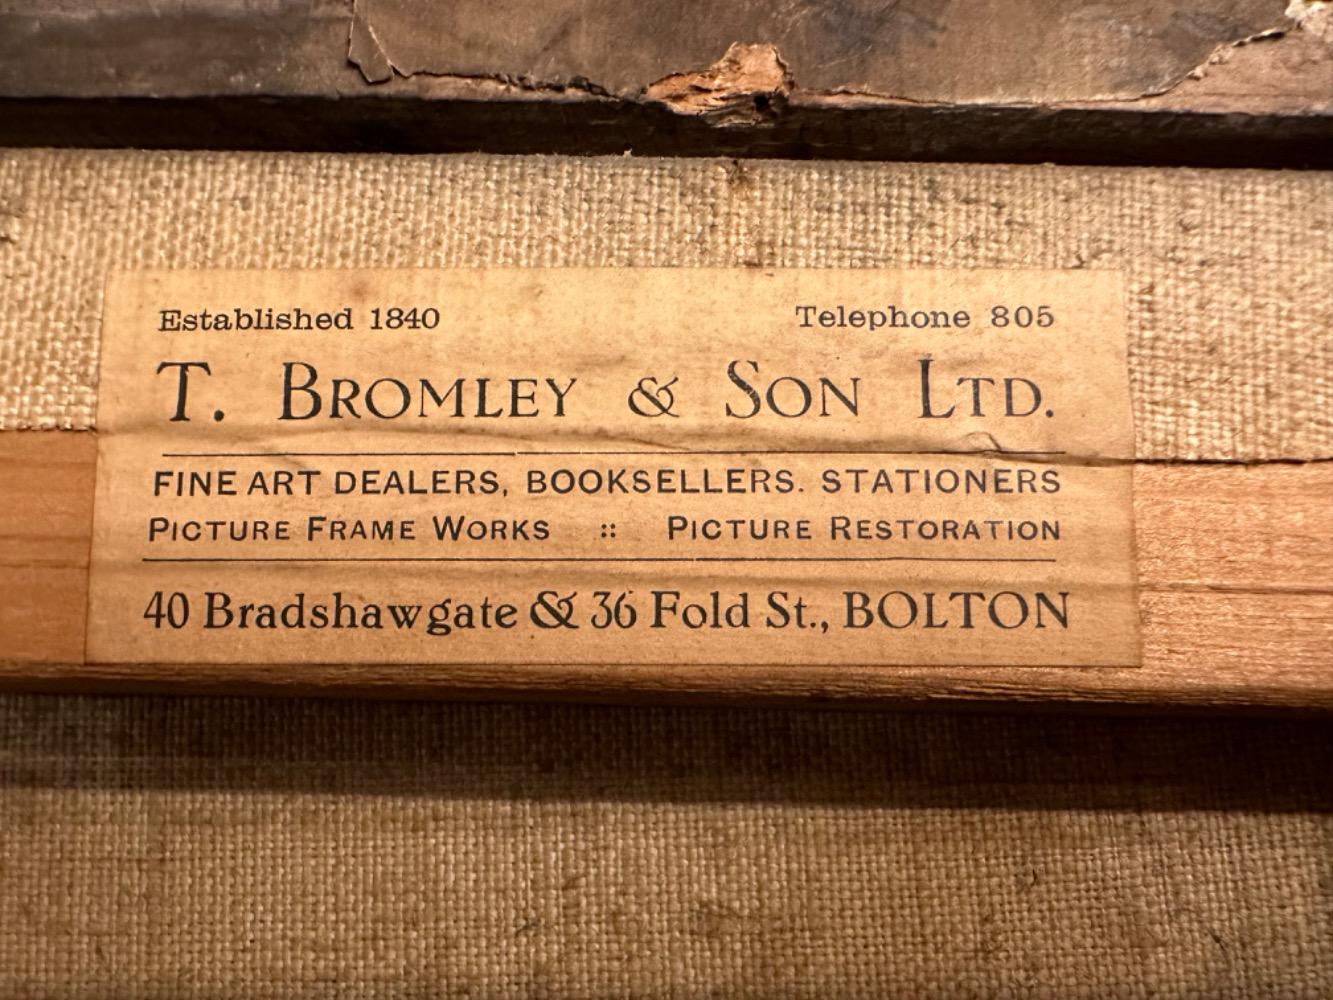 Established 1840 Telephone 805
T. BROMLEY & SON LTD.
FINE ART DEALERS, BOOKSELLERS. STATIONERS
PICTURE FRAME WORKS :: PICTURE RESTORATION
40 Bradshawgate & 36 Fold St., BOLTON